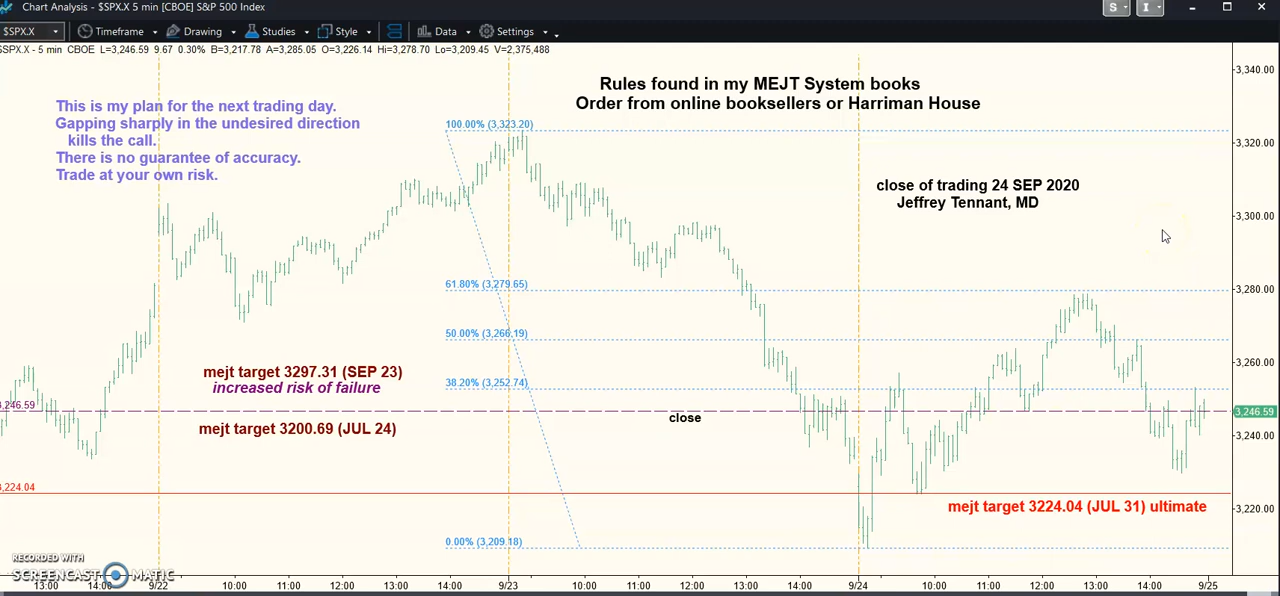 Chart Analysis - $SPX.X 5 min [CBOE] S&P 500 Index
S
I
$SPX.X
Timeframe
Drawing
Studies
Style
Data
Settings
$SPX.X - 5 min CBOE L=3,246.59 9.67 0.30% B=3,217.78 A=3,285.05 O=3,226.14 Hi=3,278.70 Lo=3,209.45 V=2,375,488
Rules found in my MEJT System books
Order from online booksellers or Harriman House
This is my plan for the next trading day.
Gapping sharply in the undesired direction
kills the call.
There is no guarantee of accuracy.
Trade at your own risk.
close of trading 24 SEP 2020
Jeffrey Tennant, MD
100.00% (3,323.20)
61.80% (3,279.65)
50.00% (3,266.19)
38.20% (3,252.74)
0.00% (3,209.18)
mejt target 3297.31 (SEP 23)
increased risk of failure
mejt target 3200.69 (JUL 24)
close
mejt target 3224.04 (JUL 31) ultimate
3,246.59
3,224.04
3,340.00
3,320.00
3,300.00
3,280.00
3,260.00
3,246.59
3,240.00
3,220.00
RECORDED WITH
SCREENCAST MATIC
13:00
14:00
9/22
10:00
11:00
12:00
13:00
14:00
9/23
10:00
11:00
12:00
13:00
14:00
9/24
10:00
11:00
12:00
13:00
14:00
9/25